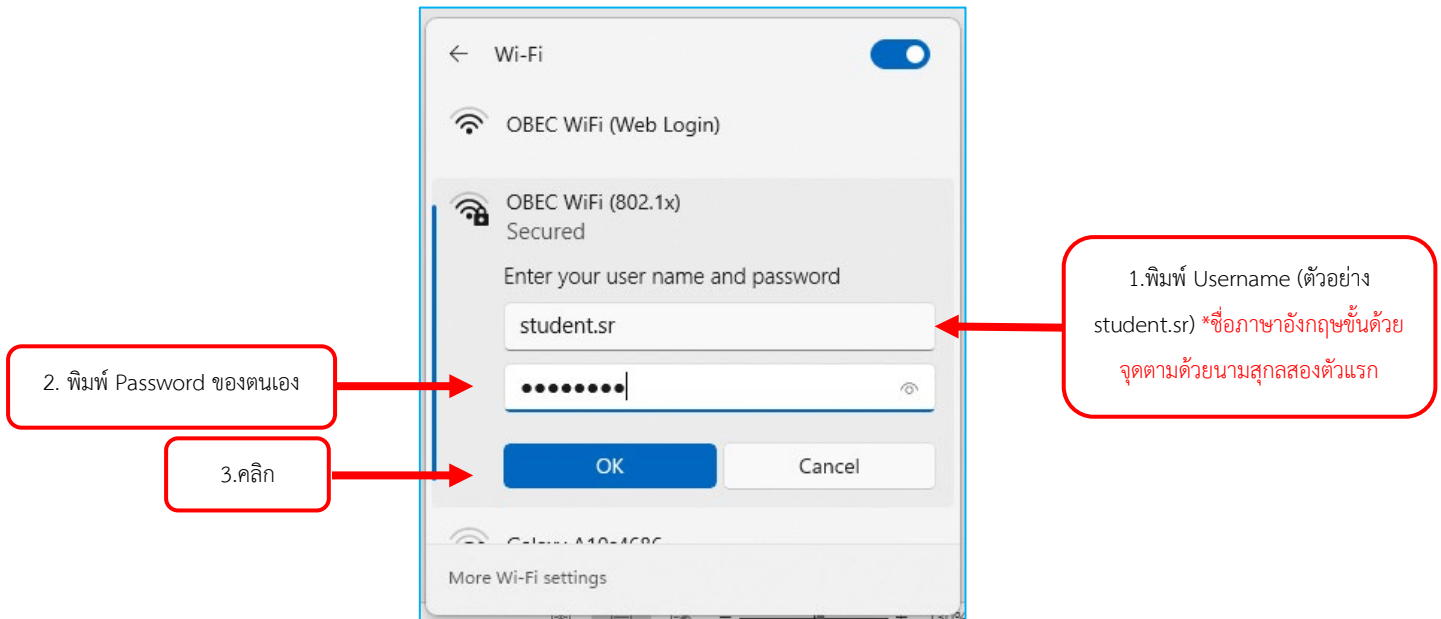 Wi-Fi
OBEC WiFi (Web Login)
OBEC WiFi (802.1x)
Secured
Enter your user name and password
student.sr
OK
Cancel
More Wi-Fi settings
1.พิมพ์ Username (ตัวอย่าง
student.sr) *ชื่อภาษาอังกฤษขั้นด้วย
จุดตามด้วยนามสุกลสองตัวแรก
2. พิมพ์ Password ของตนเอง
3.คลิก